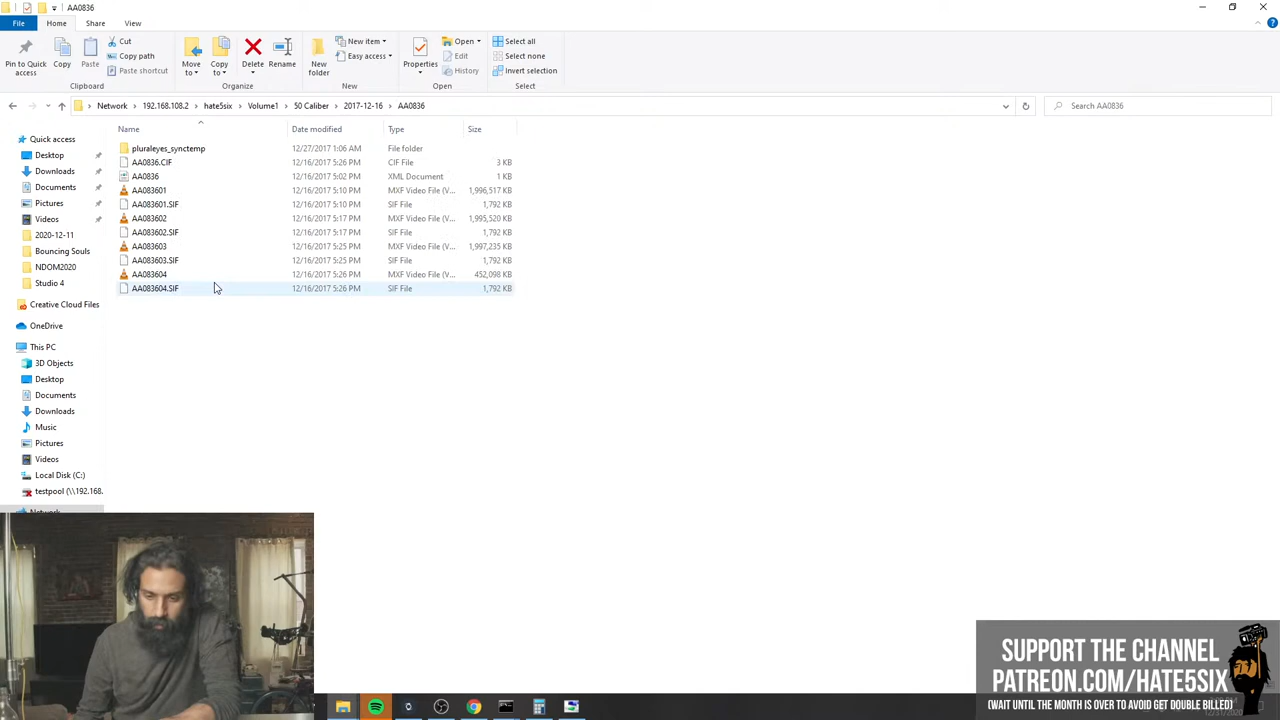 AA0836
File Home Share View
Pin to Quick access
Copy
Paste
Cut
Copy path
Paste shortcut
Clipboard
Move to
Copy to
Delete
Rename
Organize
New folder
New item
Easy access
New
Properties
Open
Edit
History
Open
Select all
Select none
Invert selection
Select
Network > 192.168.108.2 > hate5six > Volume1 > 50 Caliber > 2017-12-16 > AA0836
Search AA0836
Name Date modified Type Size
pluraleyes_synctemp 12/27/2017 1:06 AM File folder
AA0836.CIF 12/16/2017 5:26 PM CIF File 3 KB
AA0836 12/16/2017 5:02 PM XML Document 1 KB
AA083601 12/16/2017 5:10 PM MXF Video File (V... 1,996,517 KB
AA083601.SIF 12/16/2017 5:10 PM SIF File 1,792 KB
AA083602 12/16/2017 5:17 PM MXF Video File (V... 1,995,520 KB
AA083602.SIF 12/16/2017 5:17 PM SIF File 1,792 KB
AA083603 12/16/2017 5:25 PM MXF Video File (V... 1,997,235 KB
AA083603.SIF 12/16/2017 5:25 PM SIF File 1,792 KB
AA083604 12/16/2017 5:26 PM MXF Video File (V... 452,098 KB
AA083604.SIF 12/16/2017 5:26 PM SIF File 1,792 KB
Quick access
Desktop
Downloads
Documents
Pictures
Videos
2020-12-11
Bouncing Souls
NDOM2020
Studio 4
Creative Cloud Files
OneDrive
This PC
3D Objects
Desktop
Documents
Downloads
Music
Pictures
Videos
Local Disk (C:)
testpool (\\192.168.
Network
SUPPORT THE CHANNEL
PATREON.COM/HATE5SIX
(WAIT UNTIL THE MONTH IS OVER TO AVOID GET DOUBLE BILLED)